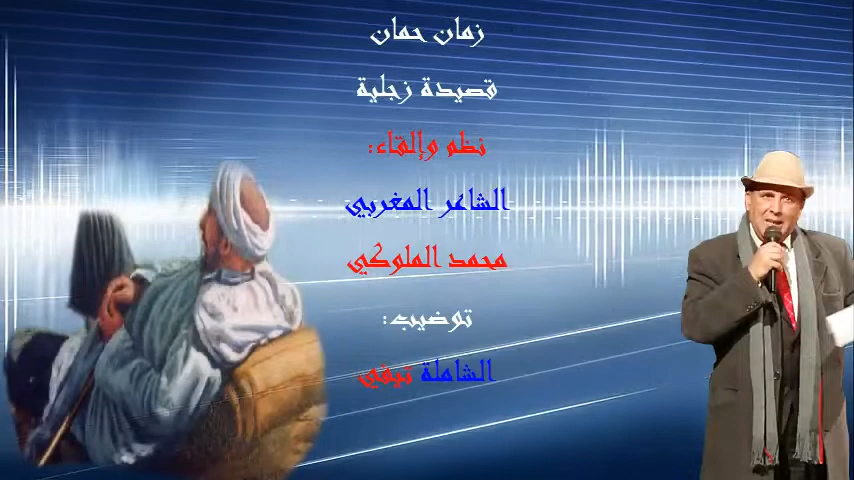 زمان حمان
قصيدة زجلية
نظم وإلقاء:
الشاعر المغربي
محمد الملوكي
توضيب:
الشاملة تيفي